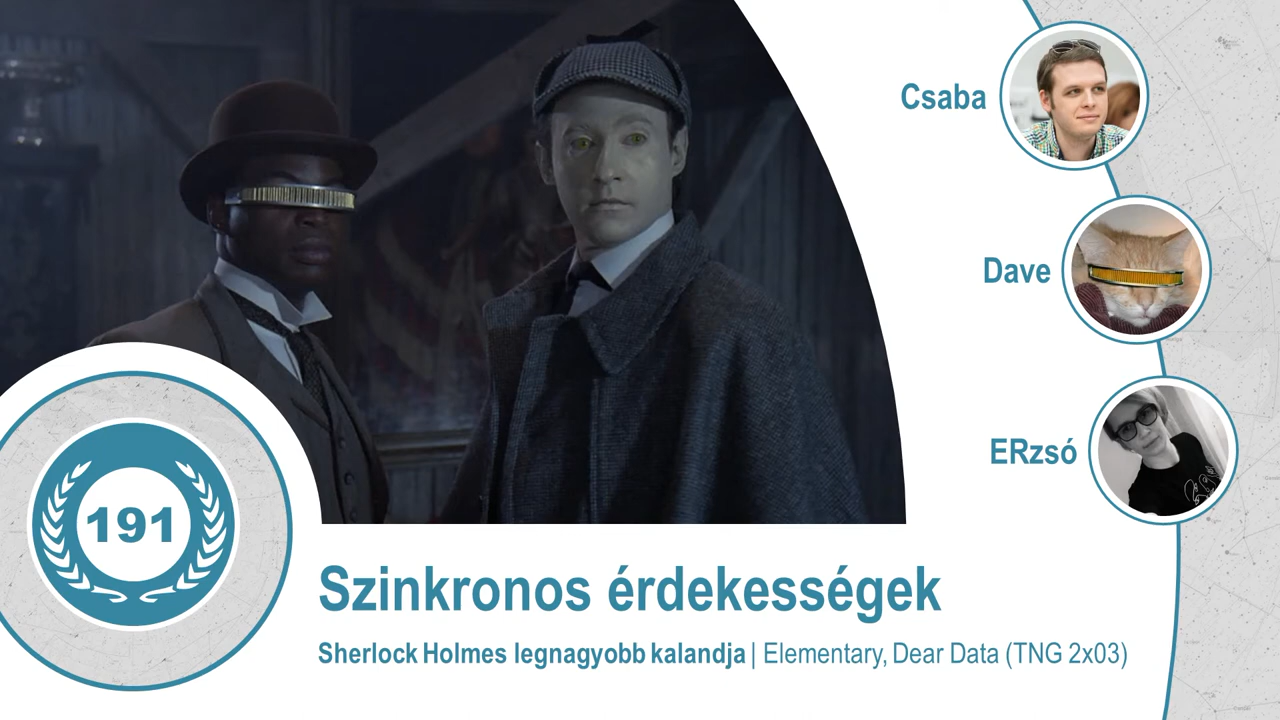 Csaba
Dave
ERzsó
191
Szinkronos érdekességek
Sherlock Holmes legnagyobb kalandja | Elementary, Dear Data (TNG 2x03)